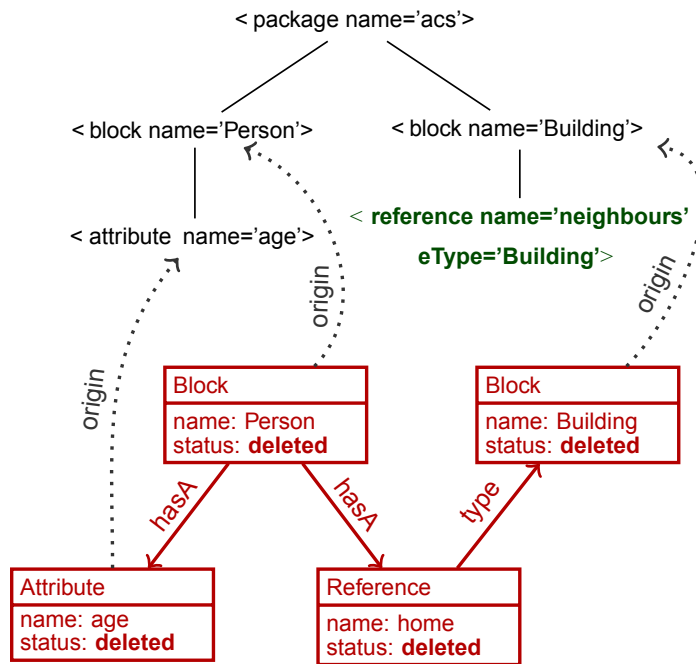 < package name=’acs’>
< block name=’Person’>
< block name=’Building’>
< attribute name=’age’>
< reference name=’neighbours’
eType=’Building’>
origin
origin
origin
Block
name: Person
status: deleted
Block
name: Building
status: deleted
hasA
hasA
type
Attribute
name: age
status: deleted
Reference
name: home
status: deleted